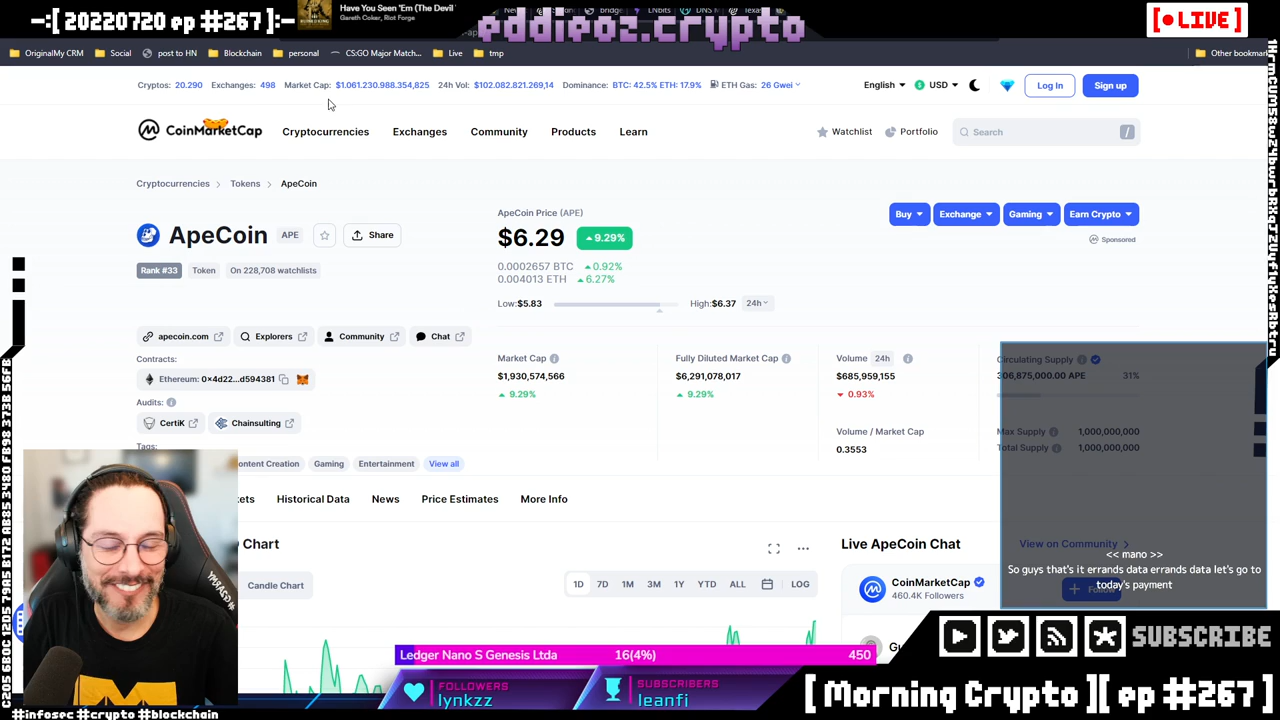 -:[ 20220720 ep #267 ]:-
Have You Seen 'Em (The Devil
Gareth Coker, Riot Forge
eddieoz.crypto
[ LIVE ]
OriginalMy CRM
Social
post to HN
Blockchain
personal
CS:GO Major Match...
Live
tmp
Other bookmar
Cryptos: 20.290 Exchanges: 498 Market Cap: $1.061.230.988.354,825 24h Vol: $102.082.821.269,14 Dominance: BTC: 42.5% ETH: 17.9% ETH Gas: 26 Gwei
English USD Log In Sign up
CoinMarketCap Cryptocurrencies Exchanges Community Products Learn
Watchlist Portfolio Search /
Cryptocurrencies > Tokens > ApeCoin
ApeCoin APE Share
Rank #33 Token On 228,708 watchlists
ApeCoin Price (APE)
$6.29 9.29%
0.0002657 BTC 0.92%
0.004013 ETH 6.27%
Low:$5.83 High:$6.37 24h
Buy Exchange Gaming Earn Crypto
Sponsored
apecoin.com Explorers Community Chat
Contracts:
Ethereum: 0x4d22...d594381
Audits:
CertiK Chainsulting
Tags:
ontent Creation Gaming Entertainment View all
Market Cap
$1,930,574,566
9.29%
Fully Diluted Market Cap
$6,291,078,017
9.29%
Volume 24h
$685,959,155
0.93%
Volume / Market Cap
0.3553
Circulating Supply
306,875,000.00 APE 31%
Max Supply 1,000,000,000
Total Supply 1,000,000,000
ets Historical Data News Price Estimates More Info
Chart
Candle Chart
1D 7D 1M 3M 1Y YTD ALL LOG
Live ApeCoin Chat
View on Community >
CoinMarketCap
460.4K Followers
+ Follow
<< mano >>
So guys that's it errands data errands data let's go to
today's payment
Ledger Nano S Genesis Ltda 16(4%) 450
FOLLOWERS
lynkzz
SUBSCRIBERS
leanfi
SUBSCRIBE
[ Morning Crypto ][ ep #267 ]
#infosec #crypto #blockchain